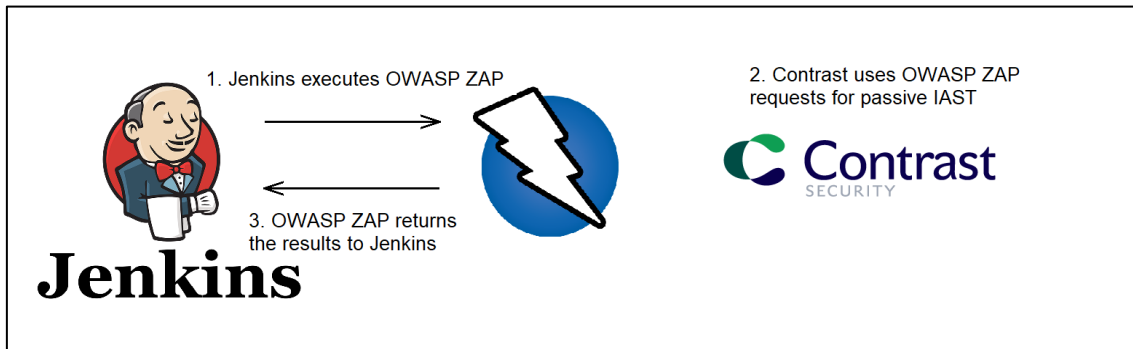 1. Jenkins executes OWASP ZAP
2. Contrast uses OWASP ZAP
requests for passive IAST
Contrast
SECURITY
3. OWASP ZAP returns
the results to Jenkins
Jenkins